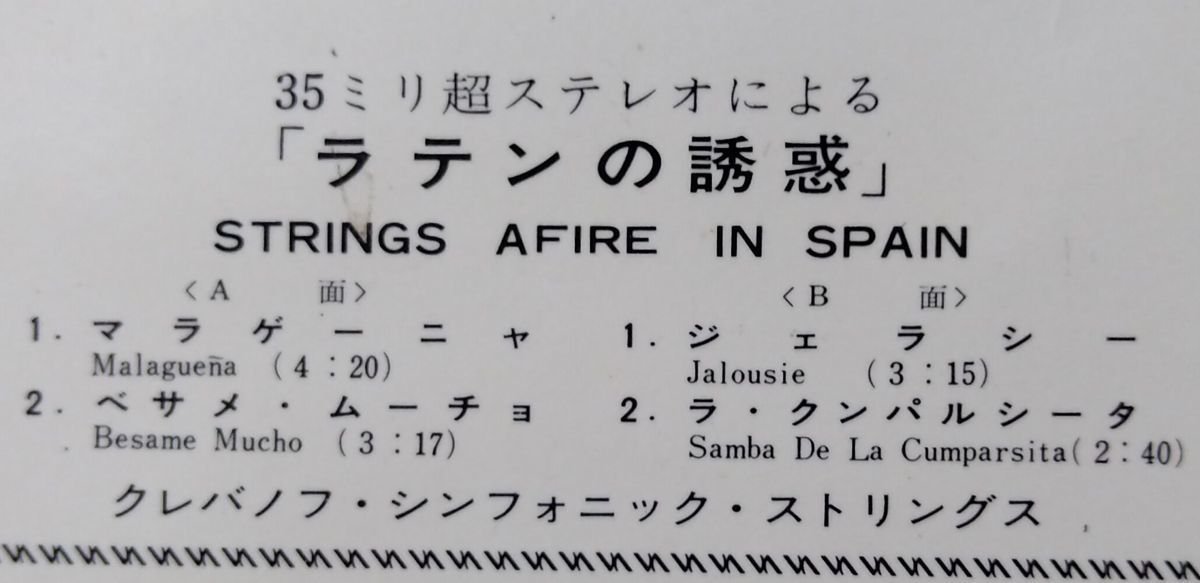 35ミリ超ステレオによる
「ラテンの誘惑」
STRINGS AFIRE IN SPAIN
〈A 面〉
1. マラゲーニャ
Malagueña (4:20)
2. ベサメ・ムーチョ
Besame Mucho (3:17)
〈B 面〉
1. ジェラシー
Jalousie (3:15)
2. ラ・クンパルシータ
Samba De La Cumparsita (2:40)
クレバノフ・シンフォニック・ストリングス